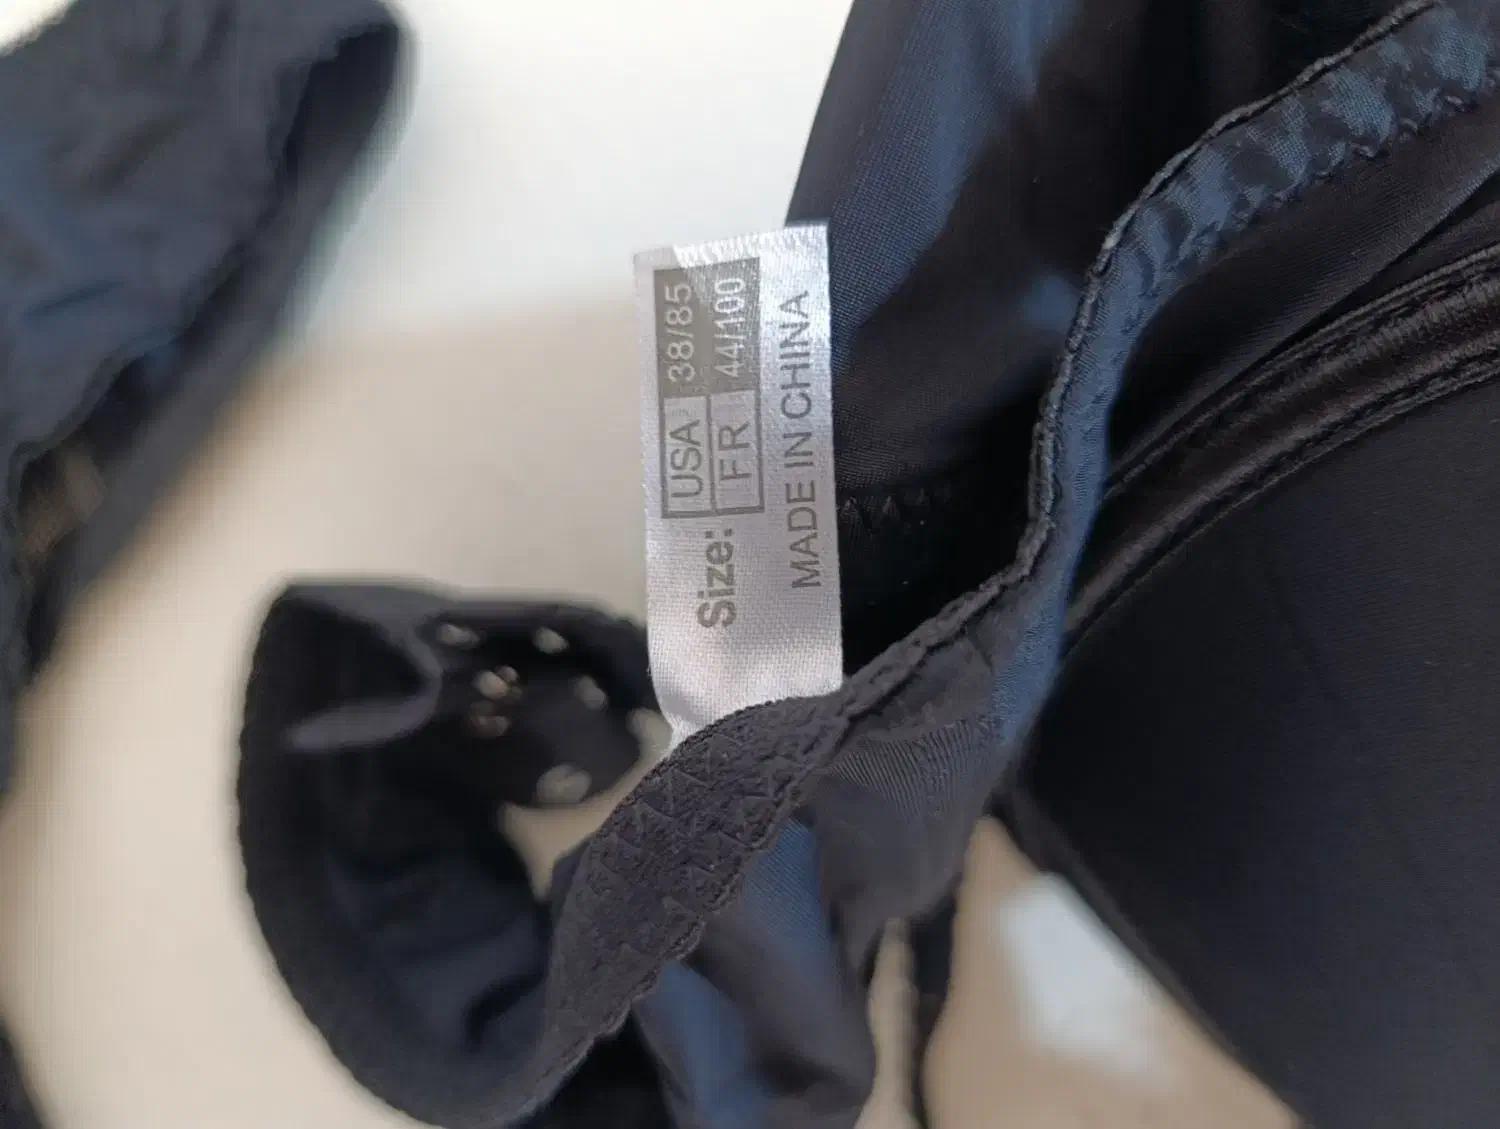 Size: USA 38/85
FR 44/100
MADE IN CHINA